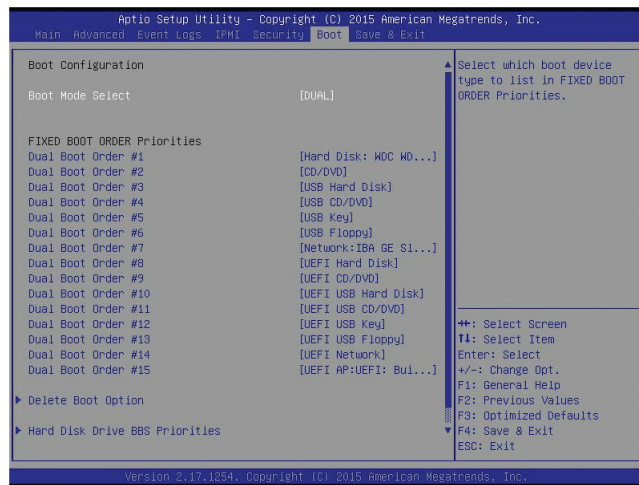 Aptio Setup Utility – Copyright (C) 2015 American Megatrends, Inc.
Main Advanced Event Logs IPMI Security Boot Save & Exit
Boot Configuration
Boot Mode Select [DUAL]
FIXED BOOT ORDER Priorities
Dual Boot Order #1 [Hard Disk: WDC WD...]
Dual Boot Order #2 [CD/DVD]
Dual Boot Order #3 [USB Hard Disk]
Dual Boot Order #4 [USB CD/DVD]
Dual Boot Order #5 [USB Key]
Dual Boot Order #6 [USB Floppy]
Dual Boot Order #7 [Network:IBA GE Sl...]
Dual Boot Order #8 [UEFI Hard Disk]
Dual Boot Order #9 [UEFI CD/DVD]
Dual Boot Order #10 [UEFI USB Hard Disk]
Dual Boot Order #11 [UEFI USB CD/DVD]
Dual Boot Order #12 [UEFI USB Key]
Dual Boot Order #13 [UEFI USB Floppy]
Dual Boot Order #14 [UEFI Network]
Dual Boot Order #15 [UEFI AP:UEFI: Bui...]
Delete Boot Option
Hard Disk Drive BBS Priorities
Select which boot device
type to list in FIXED BOOT
ORDER Priorities.
→←: Select Screen
↑↓: Select Item
Enter: Select
+/-: Change Opt.
F1: General Help
F2: Previous Values
F3: Optimized Defaults
F4: Save & Exit
ESC: Exit
Version 2.17.1254. Copyright (C) 2015 American Megatrends, Inc.